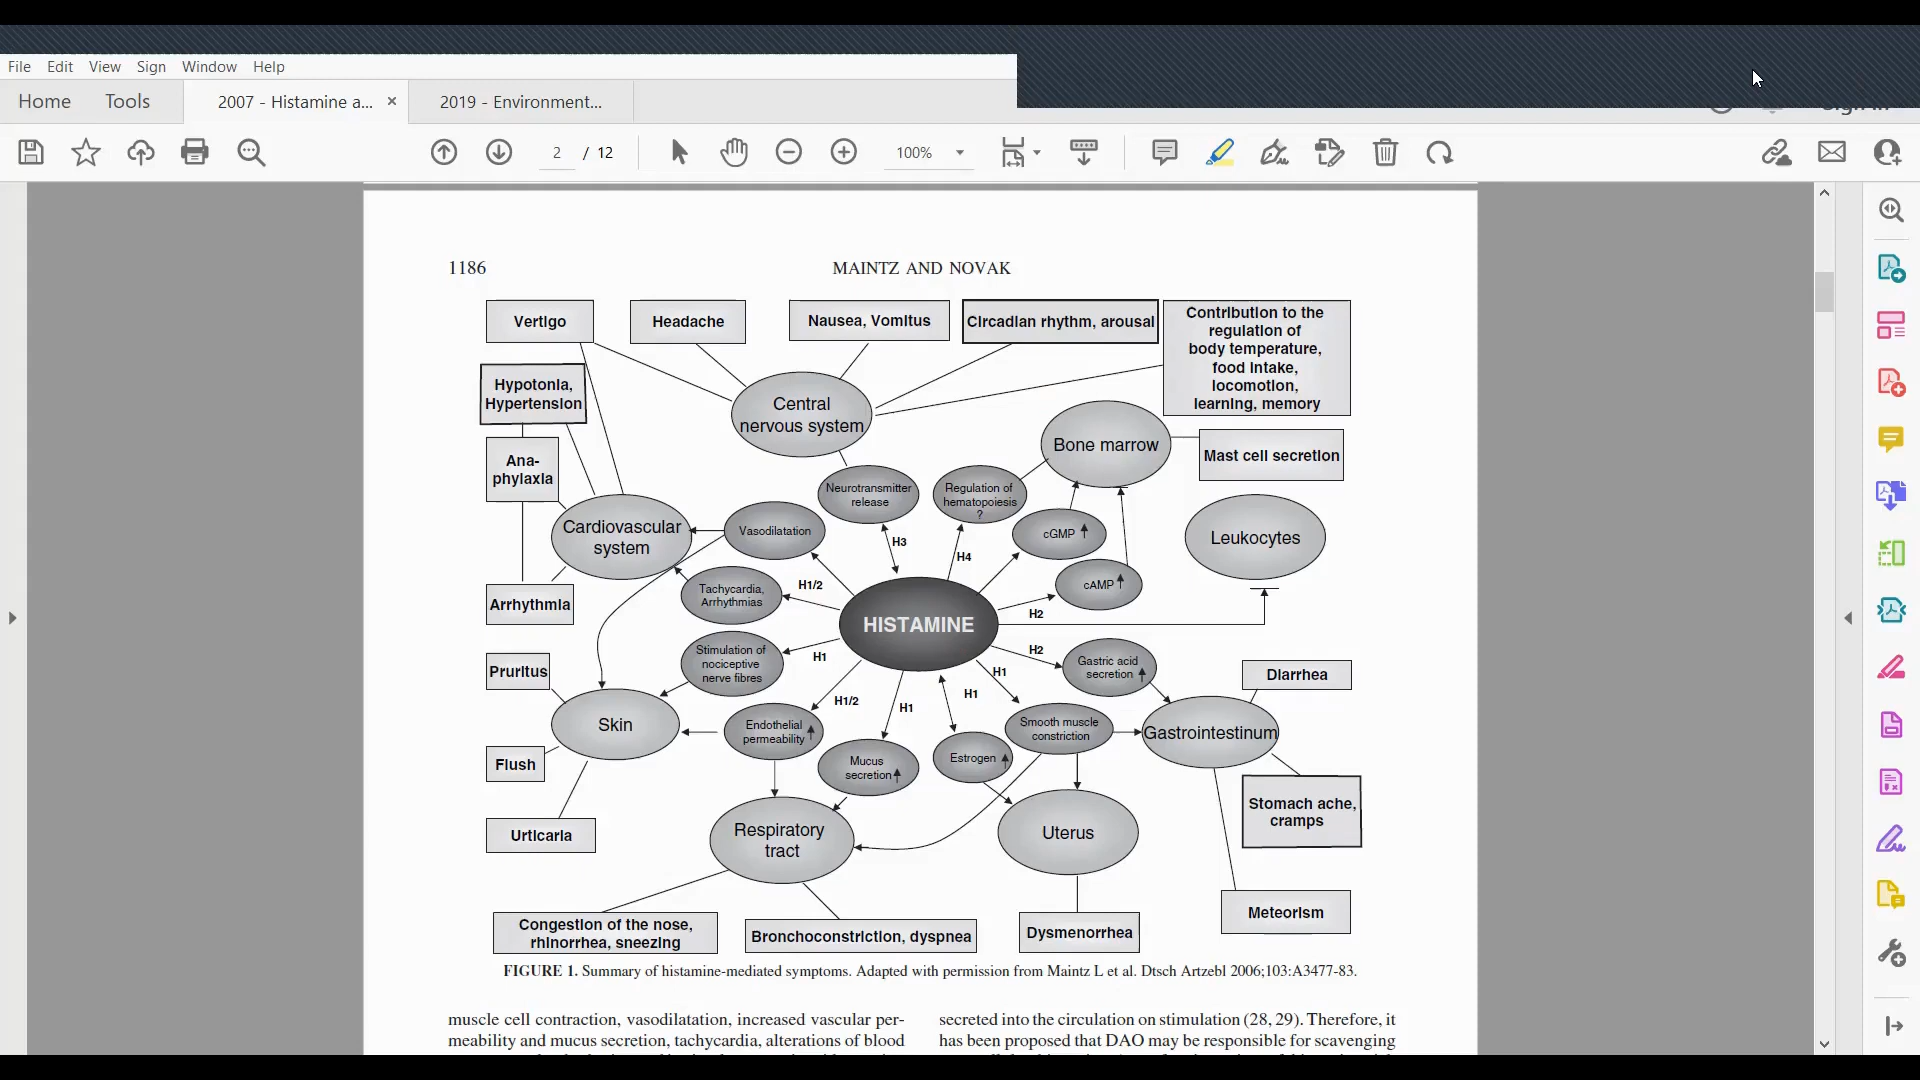 File Edit View Sign Window Help
Home Tools 2007 - Histamine a... × 2019 - Environment...
2 / 12 100%
1186 MAINTZ AND NOVAK
Vertigo
Headache
Nausea, Vomitus
Circadian rhythm, arousal
Contribution to the
regulation of
body temperature,
food intake,
locomotion,
learning, memory
Hypotonia,
Hypertension
Central
nervous system
Bone marrow
Mast cell secretion
Ana-
phylaxia
Neurotransmitter
release
Regulation of
hematopoiesis
?
Cardiovascular
system
Vasodilatation
cGMP
Leukocytes
H3
H4
Tachycardia,
Arrhythmias
H1/2
cAMP
Arrhythmia
H2
HISTAMINE
Stimulation of
nociceptive
nerve fibres
H1
H2
Gastric acid
secretion
Pruritus
H1
Diarrhea
H1/2
H1
H1
Skin
Endothelial
permeability
Smooth muscle
constriction
Gastrointestinum
Mucus
secretion
Estrogen
Flush
Stomach ache,
cramps
Urticaria
Respiratory
tract
Uterus
Meteorism
Congestion of the nose,
rhinorrhea, sneezing
Bronchoconstriction, dyspnea
Dysmenorrhea
FIGURE 1. Summary of histamine-mediated symptoms. Adapted with permission from Maintz L et al. Dtsch Artzebl 2006;103:A3477-83.
muscle cell contraction, vasodilatation, increased vascular per-
meability and mucus secretion, tachycardia, alterations of blood
secreted into the circulation on stimulation (28, 29). Therefore, it
has been proposed that DAO may be responsible for scavenging